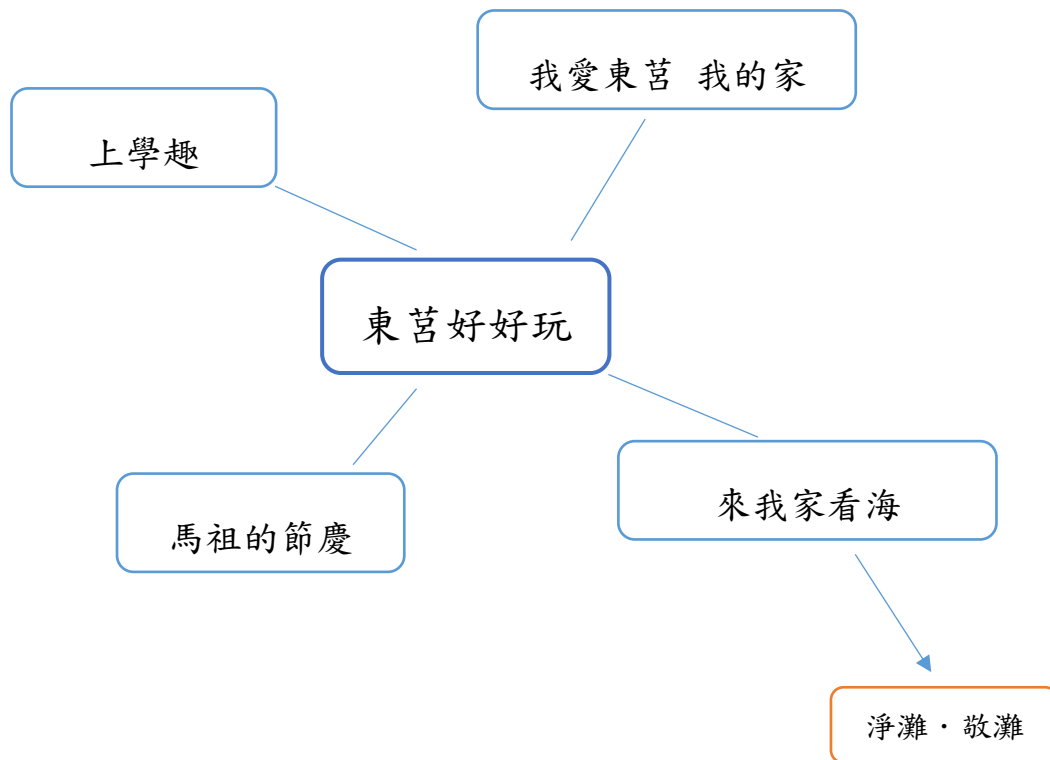 我愛東莒 我的家
上學趣
東莒好好玩
馬祖的節慶
來我家看海
淨灘・敬灘